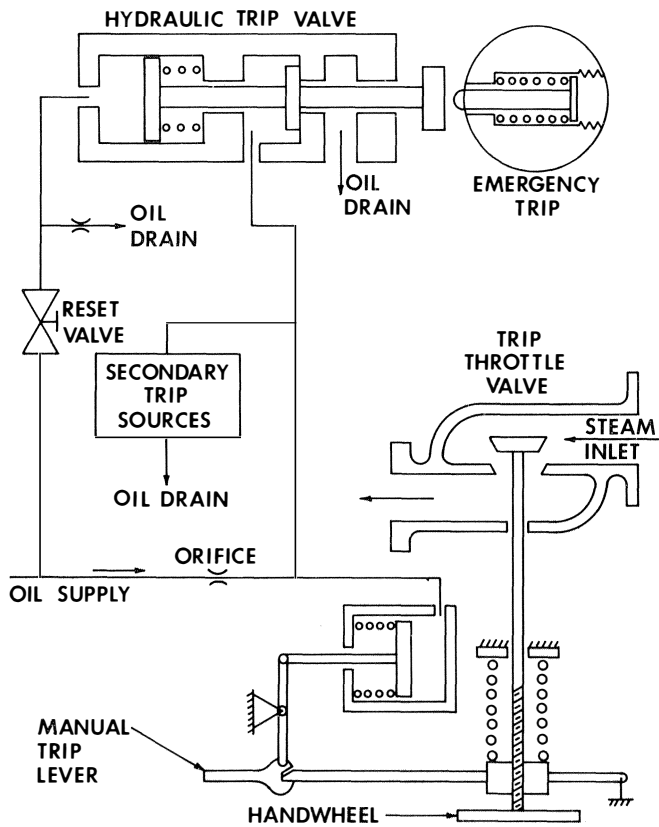 HYDRAULIC TRIP VALVE
EMERGENCY
TRIP
OIL
DRAIN
OIL
DRAIN
RESET
VALVE
SECONDARY
TRIP
SOURCES
OIL DRAIN
TRIP
THROTTLE
VALVE
STEAM
INLET
ORIFICE
OIL SUPPLY
MANUAL
TRIP
LEVER
HANDWHEEL